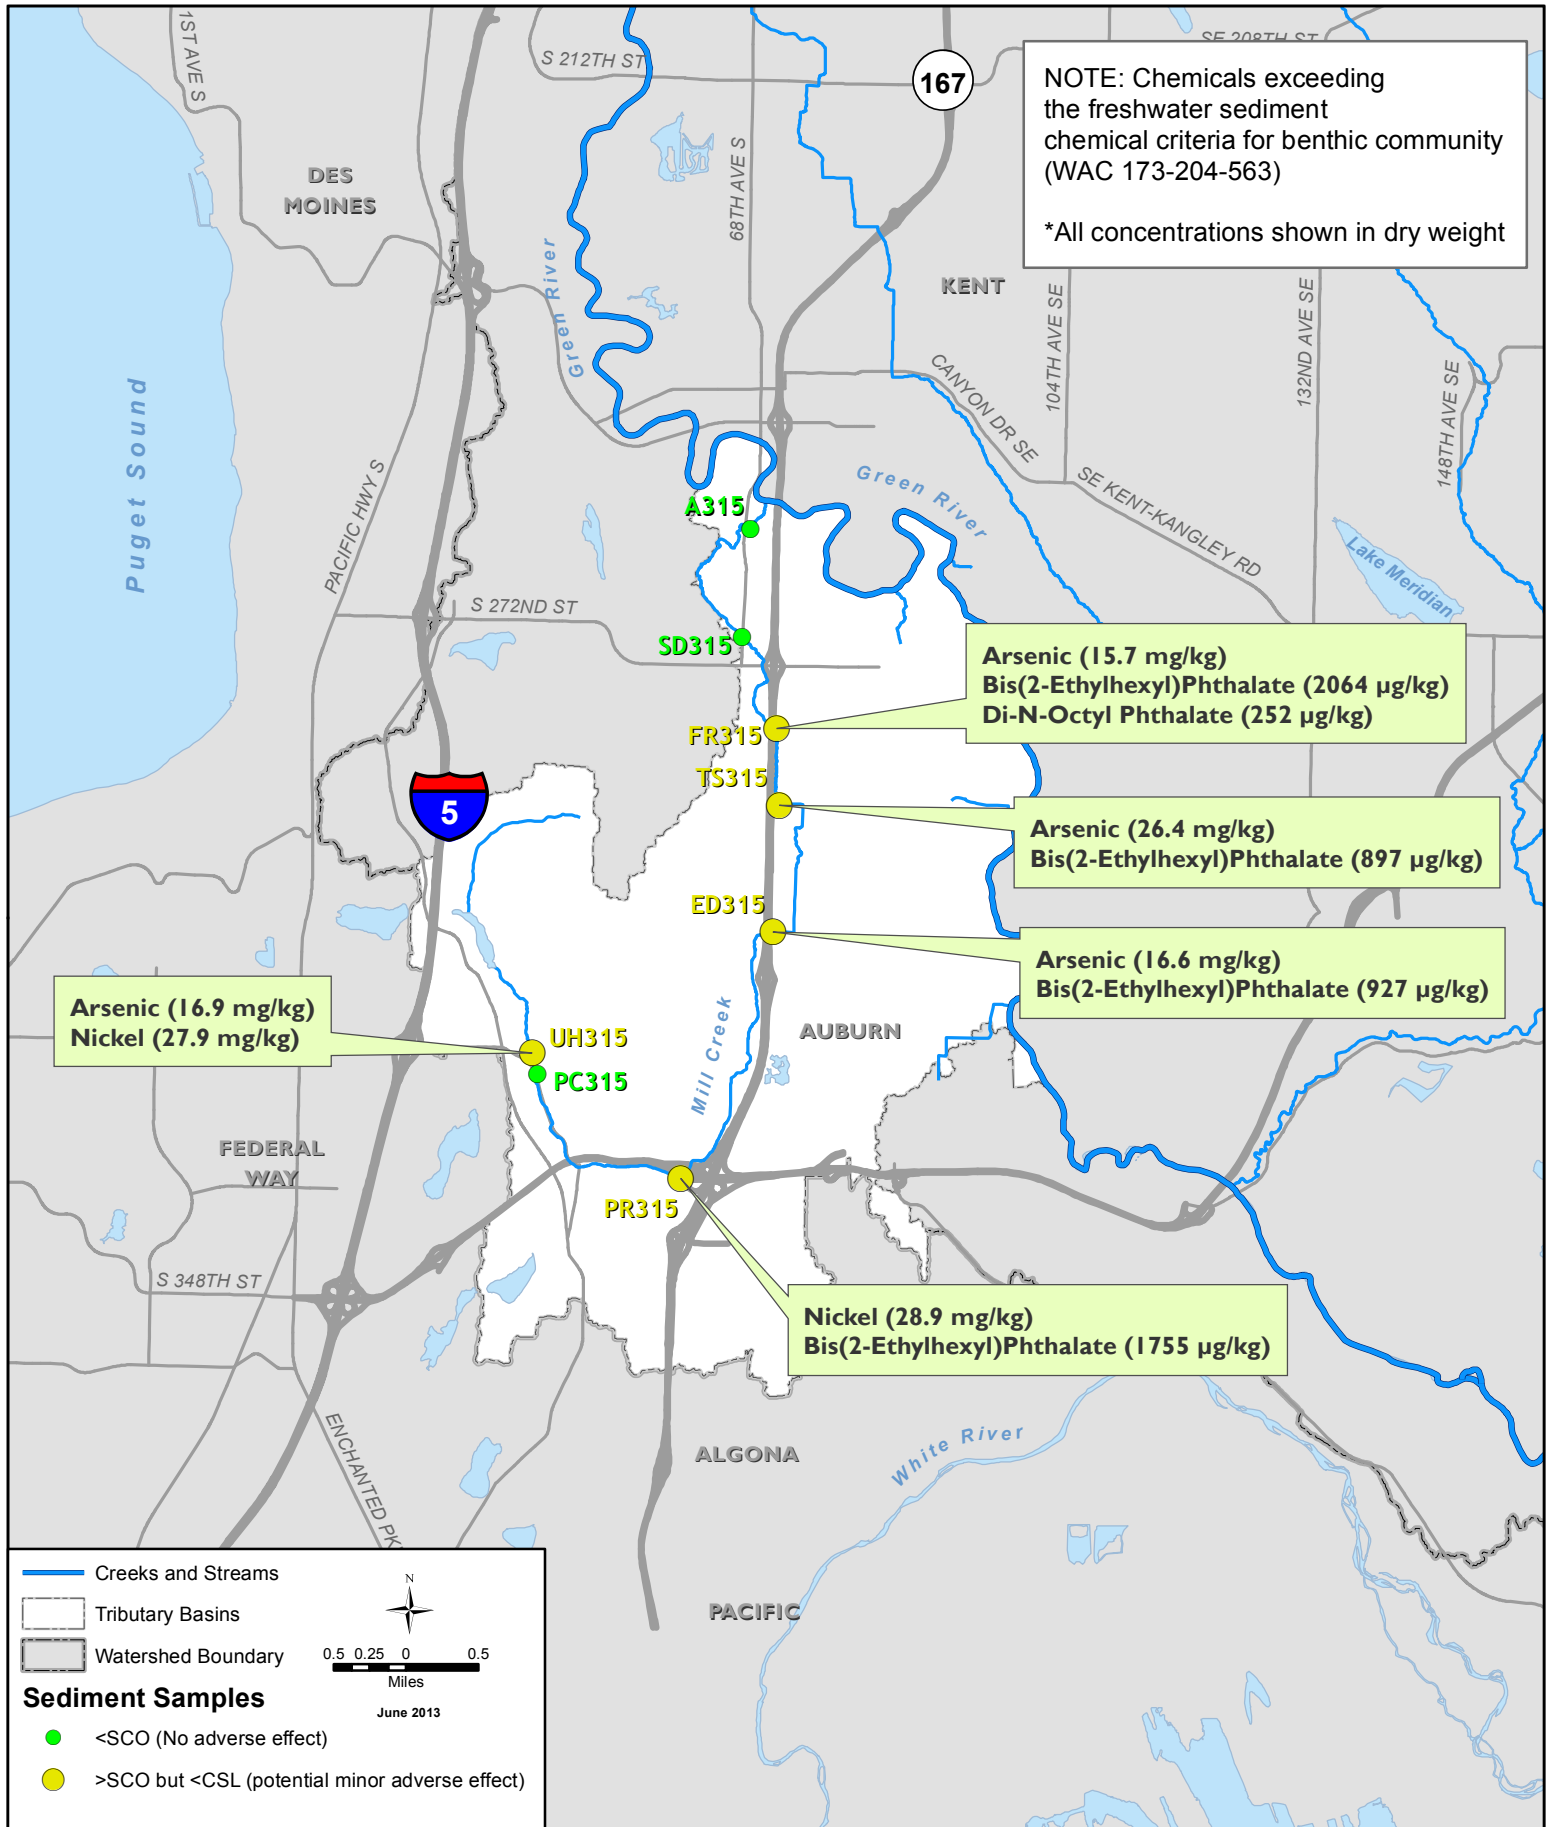 1ST AVE S
S 212TH ST
167
SE 208TH ST
NOTE: Chemicals exceeding
the freshwater sediment
chemical criteria for benthic community
(WAC 173-204-563)
*All concentrations shown in dry weight
DES
MOINES
68TH AVE S
Green River
KENT
104TH AVE SE
132ND AVE SE
148TH AVE SE
CANYON DR SE
Puget Sound
PACIFIC HWY S
Green River
SE KENT-KANGLEY RD
A315
Lake Meridian
S 272ND ST
SD315
Arsenic (15.7 mg/kg)
Bis(2-Ethylhexyl)Phthalate (2064 µg/kg)
Di-N-Octyl Phthalate (252 µg/kg)
FR315
TS315
5
Arsenic (26.4 mg/kg)
Bis(2-Ethylhexyl)Phthalate (897 µg/kg)
ED315
Arsenic (16.6 mg/kg)
Bis(2-Ethylhexyl)Phthalate (927 µg/kg)
Arsenic (16.9 mg/kg)
Nickel (27.9 mg/kg)
UH315
PC315
Mill Creek
AUBURN
FEDERAL
WAY
PR315
S 348TH ST
Nickel (28.9 mg/kg)
Bis(2-Ethylhexyl)Phthalate (1755 µg/kg)
ENCHANTED PK
ALGONA
White River
PACIFIC
Creeks and Streams
Tributary Basins
Watershed Boundary
N
0.5 0.25 0 0.5
Miles
June 2013
Sediment Samples
<SCO (No adverse effect)
>SCO but <CSL (potential minor adverse effect)